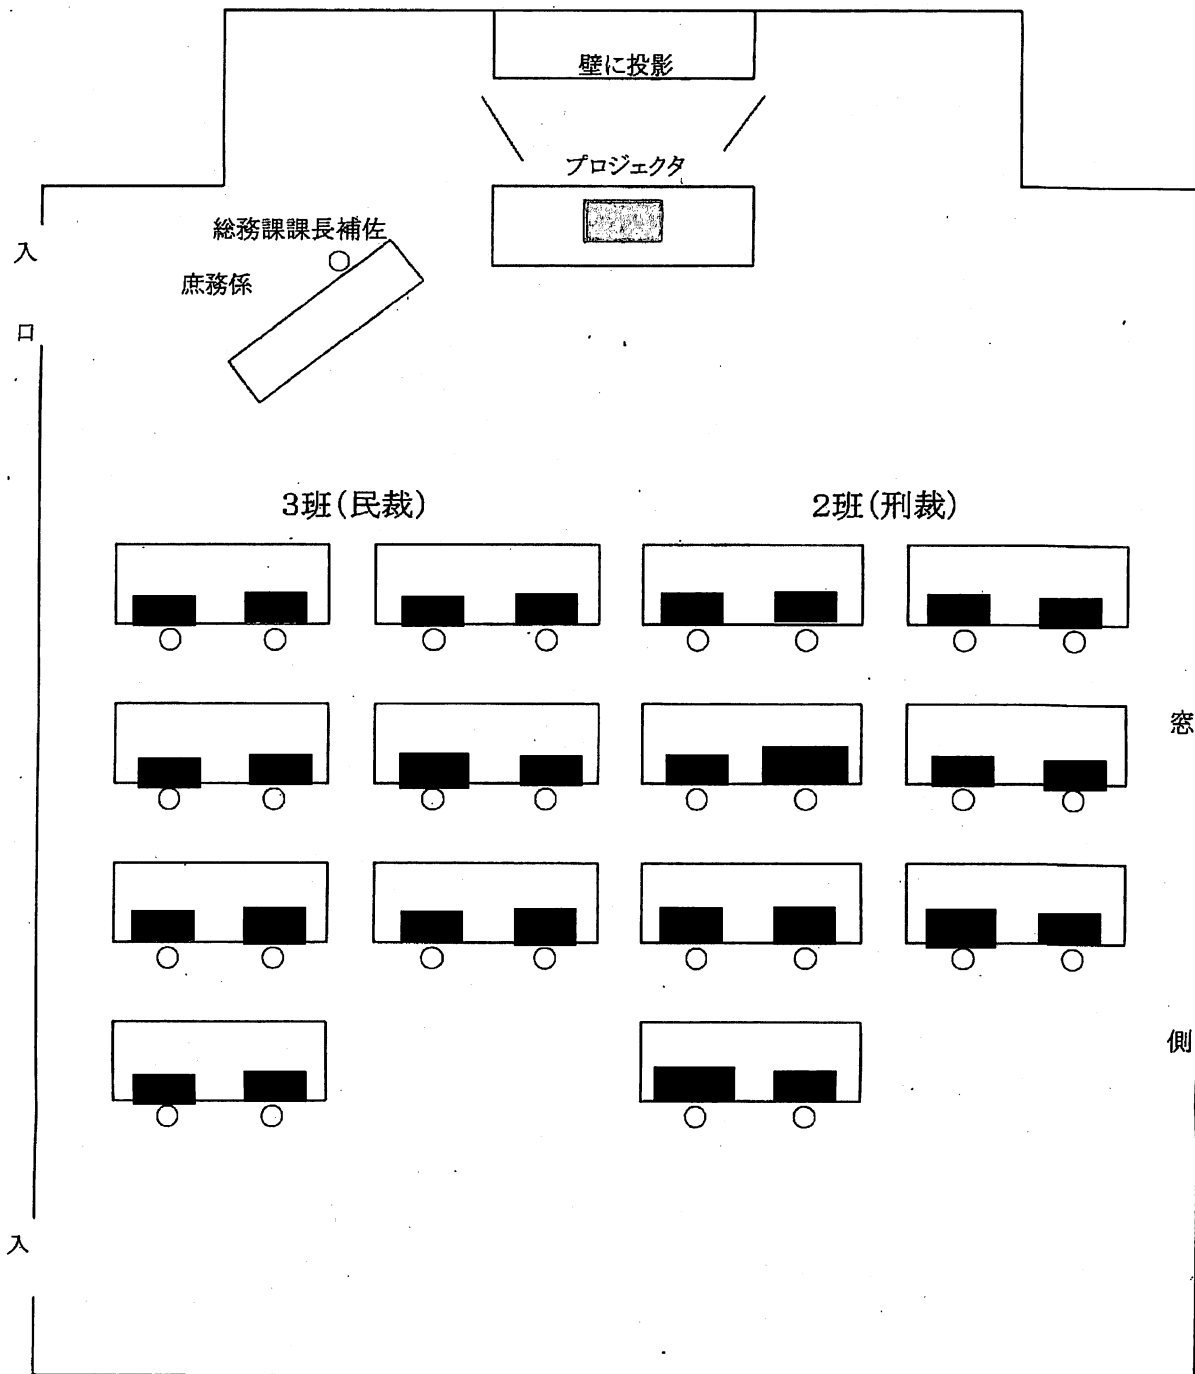 壁に投影
プロジェクタ
総務課課長補佐
庶務係
入口
3班(民裁)
2班(刑裁)
窓側
入